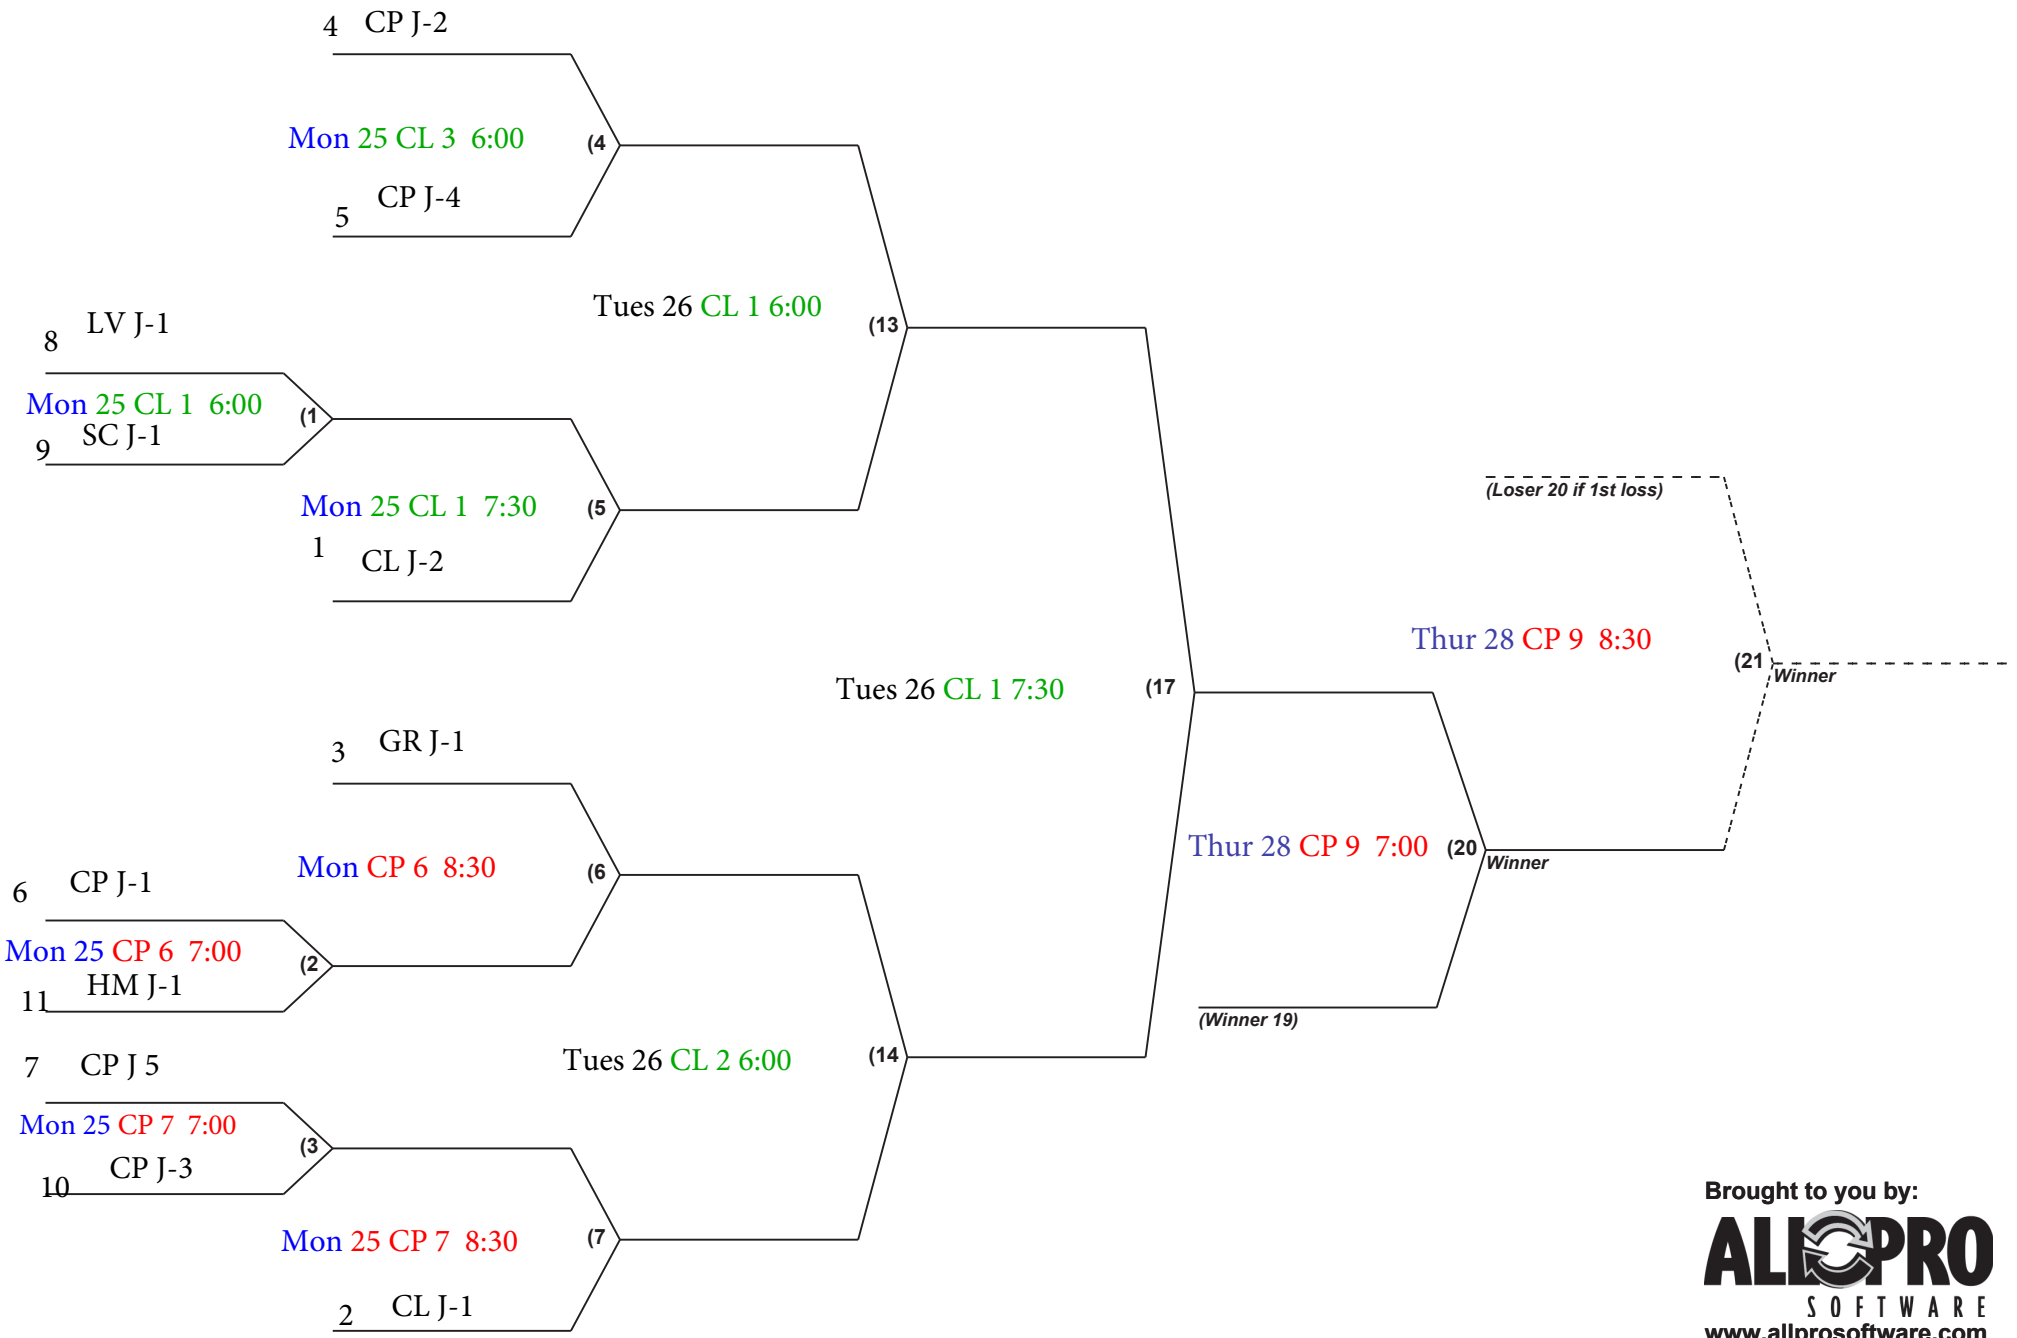 4 CP J-2
Mon 25 CL 3 6:00 (4
5 CP J-4
Tues 26 CL 1 6:00 (13
8 LV J-1
Mon 25 CL 1 6:00 (1
9 SC J-1
Mon 25 CL 1 7:30 (5
1 CL J-2
(Loser 20 if 1st loss)
Thur 28 CP 9 8:30 (21
Winner
Tues 26 CL 1 7:30 (17
3 GR J-1
Mon CP 6 8:30 (6
Thur 28 CP 9 7:00 (20
Winner
6 CP J-1
Mon 25 CP 6 7:00 (2
11 HM J-1
(Winner 19)
Tues 26 CL 2 6:00 (14
7 CP J 5
Mon 25 CP 7 7:00 (3
10 CP J-3
Mon 25 CP 7 8:30 (7
2 CL J-1
Brought to you by:
ALL PRO
SOFTWARE
www.allprosoftware.com